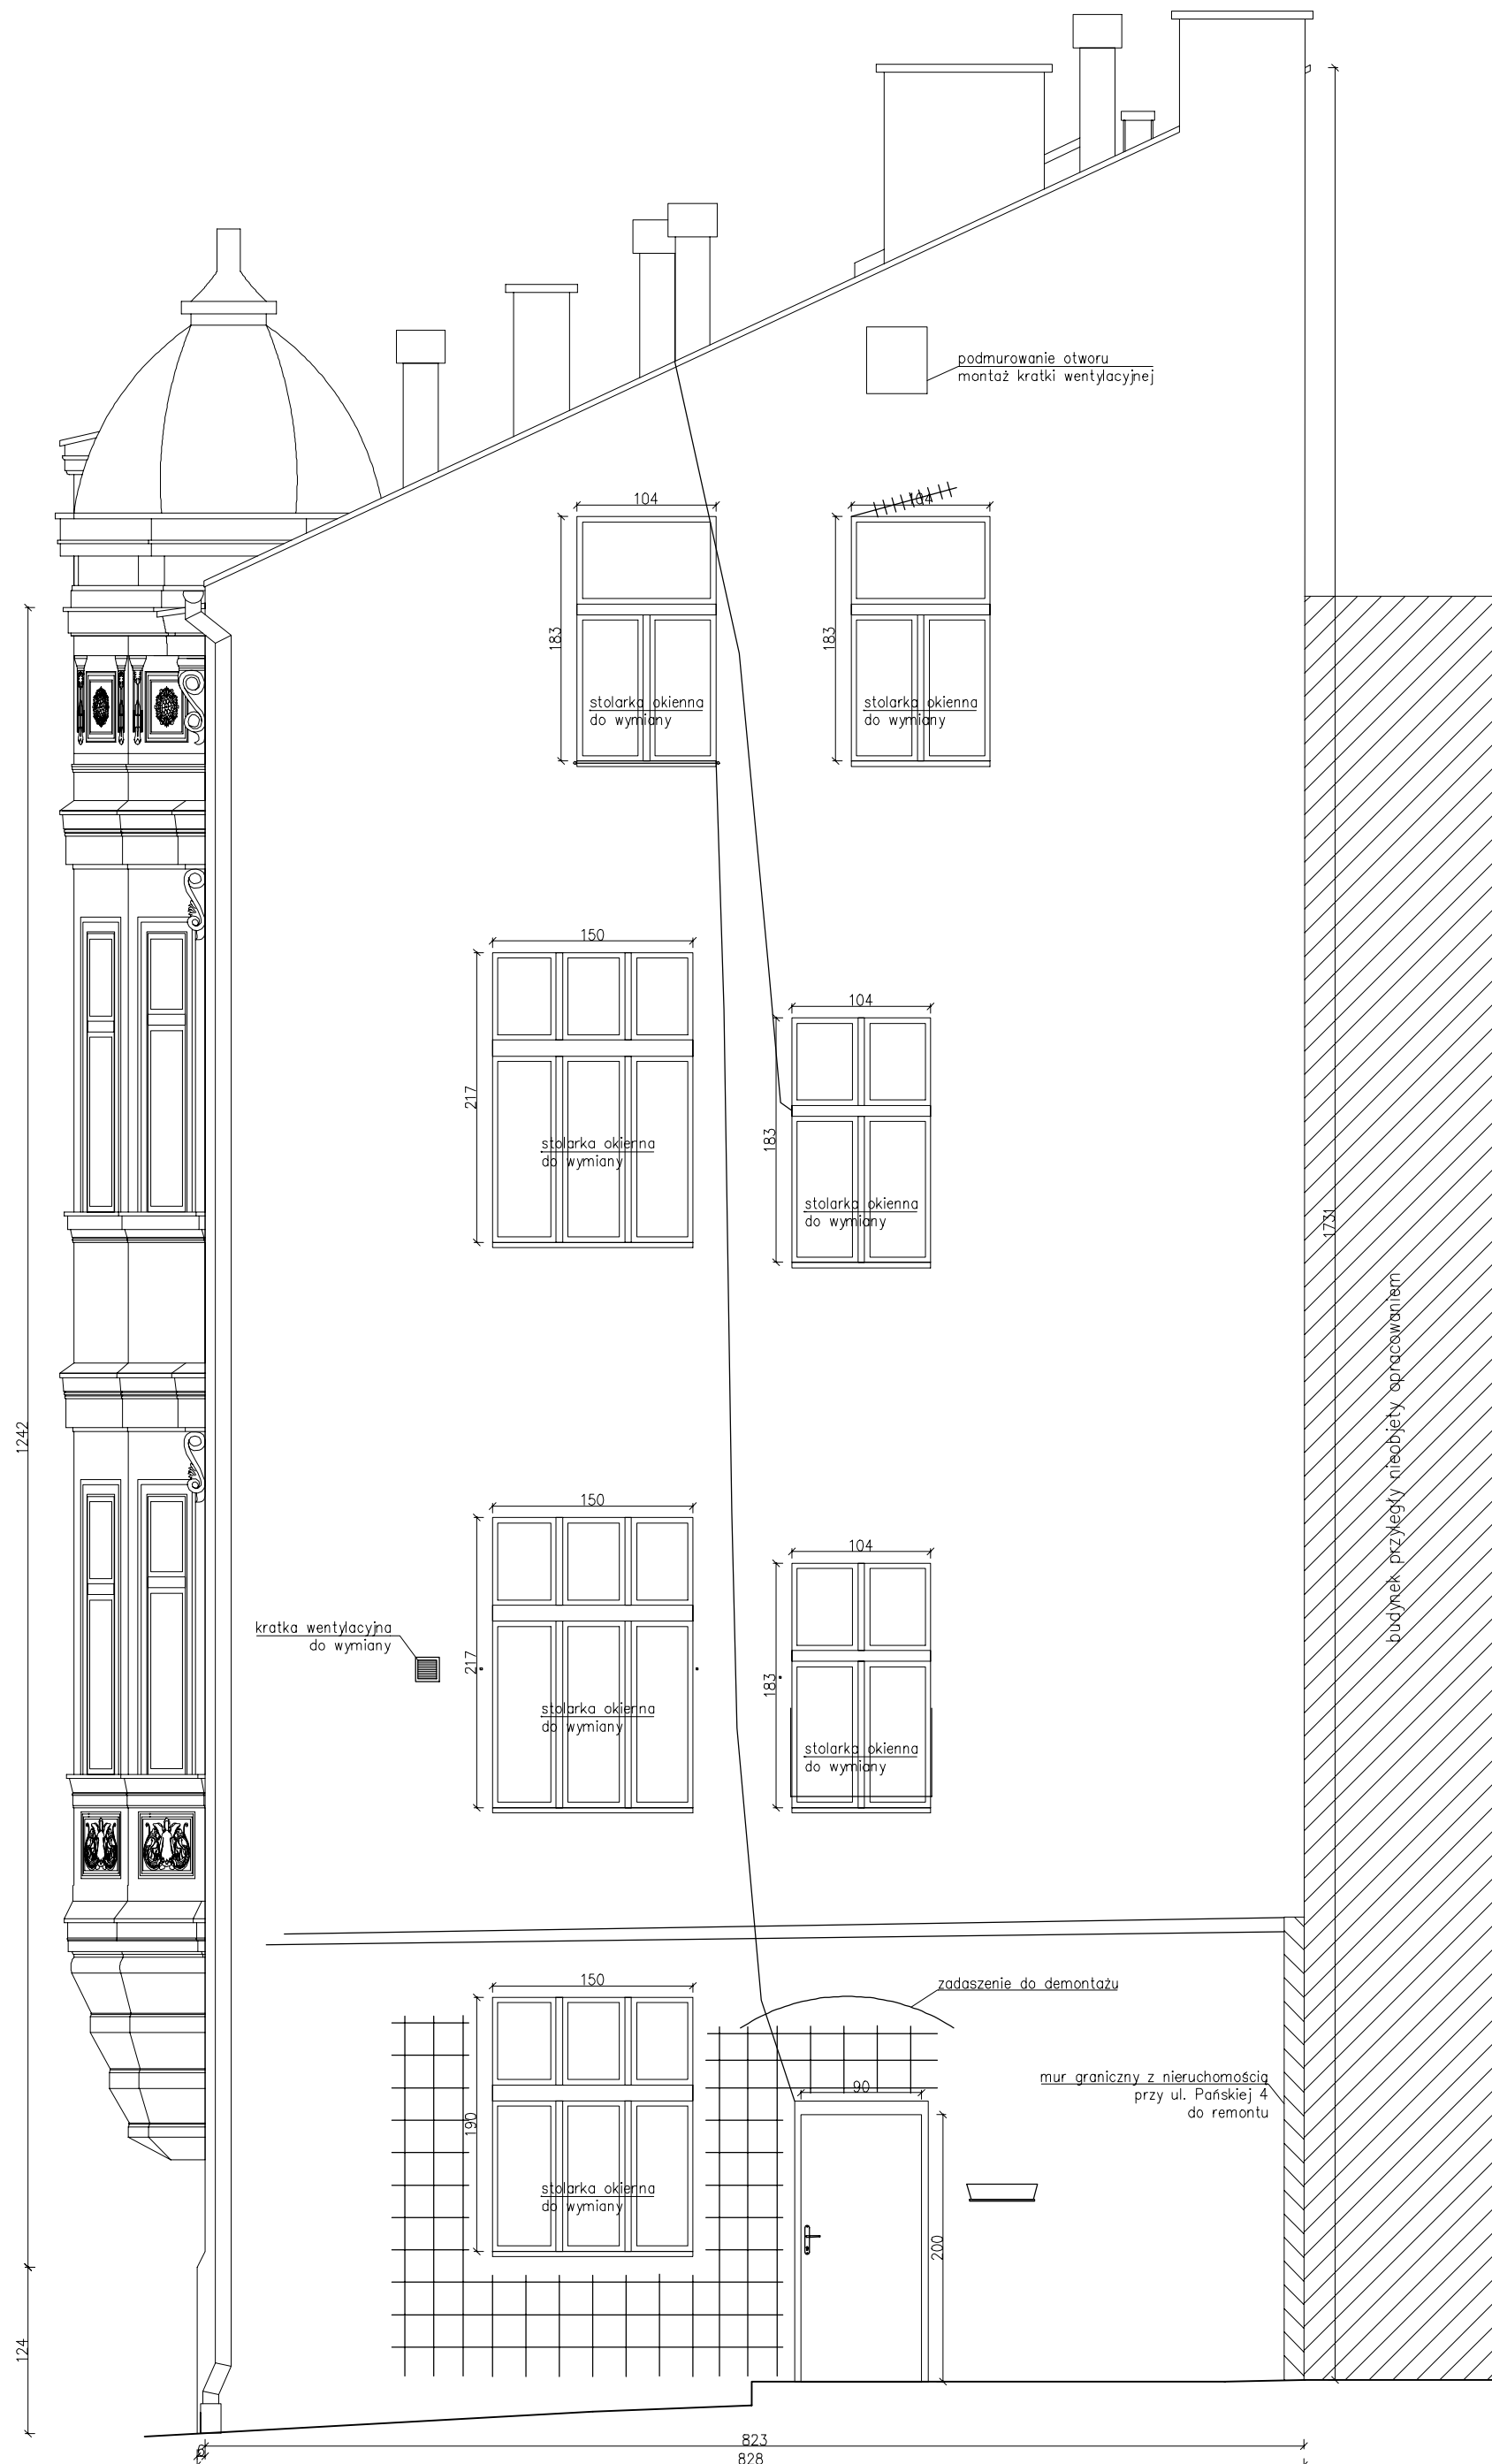 podmurowanie otworu
montaż kratki wentylacyjnej
104
104
183
183
stolarka okienna
do wymiany
stolarka okienna
do wymiany
150
104
217
183
stolarka okienna
do wymiany
stolarka okienna
do wymiany
1731
budynek przyległy nieobjety opracowaniem
1242
150
104
kratka wentylacyjna
do wymiany
217
183
stolarka okienna
do wymiany
stolarka okienna
do wymiany
150
zadaszenie do demontażu
mur graniczny z nieruchomością
przy ul. Pańskiej 4
do remontu
90
190
stolarka okienna
do wymiany
200
124
823
828